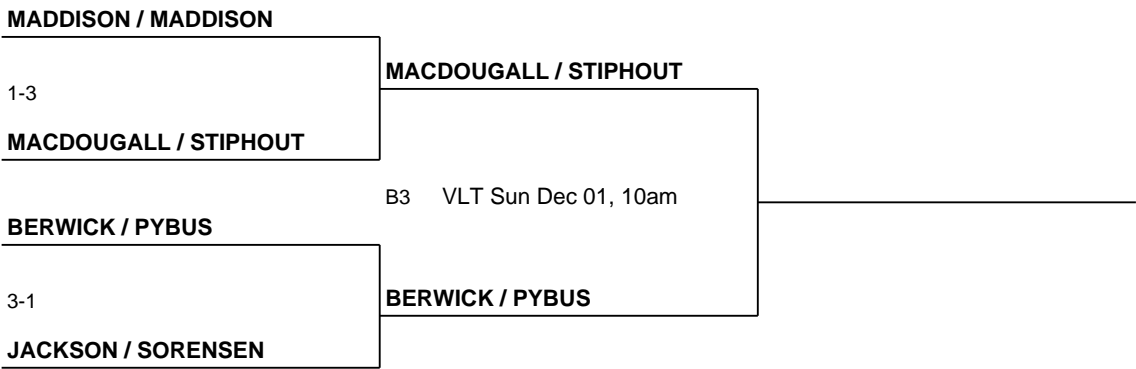 MADDISON / MADDISON
MACDOUGALL / STIPHOUT
1-3
MACDOUGALL / STIPHOUT
B3 VLT Sun Dec 01, 10am
BERWICK / PYBUS
3-1
BERWICK / PYBUS
JACKSON / SORENSEN